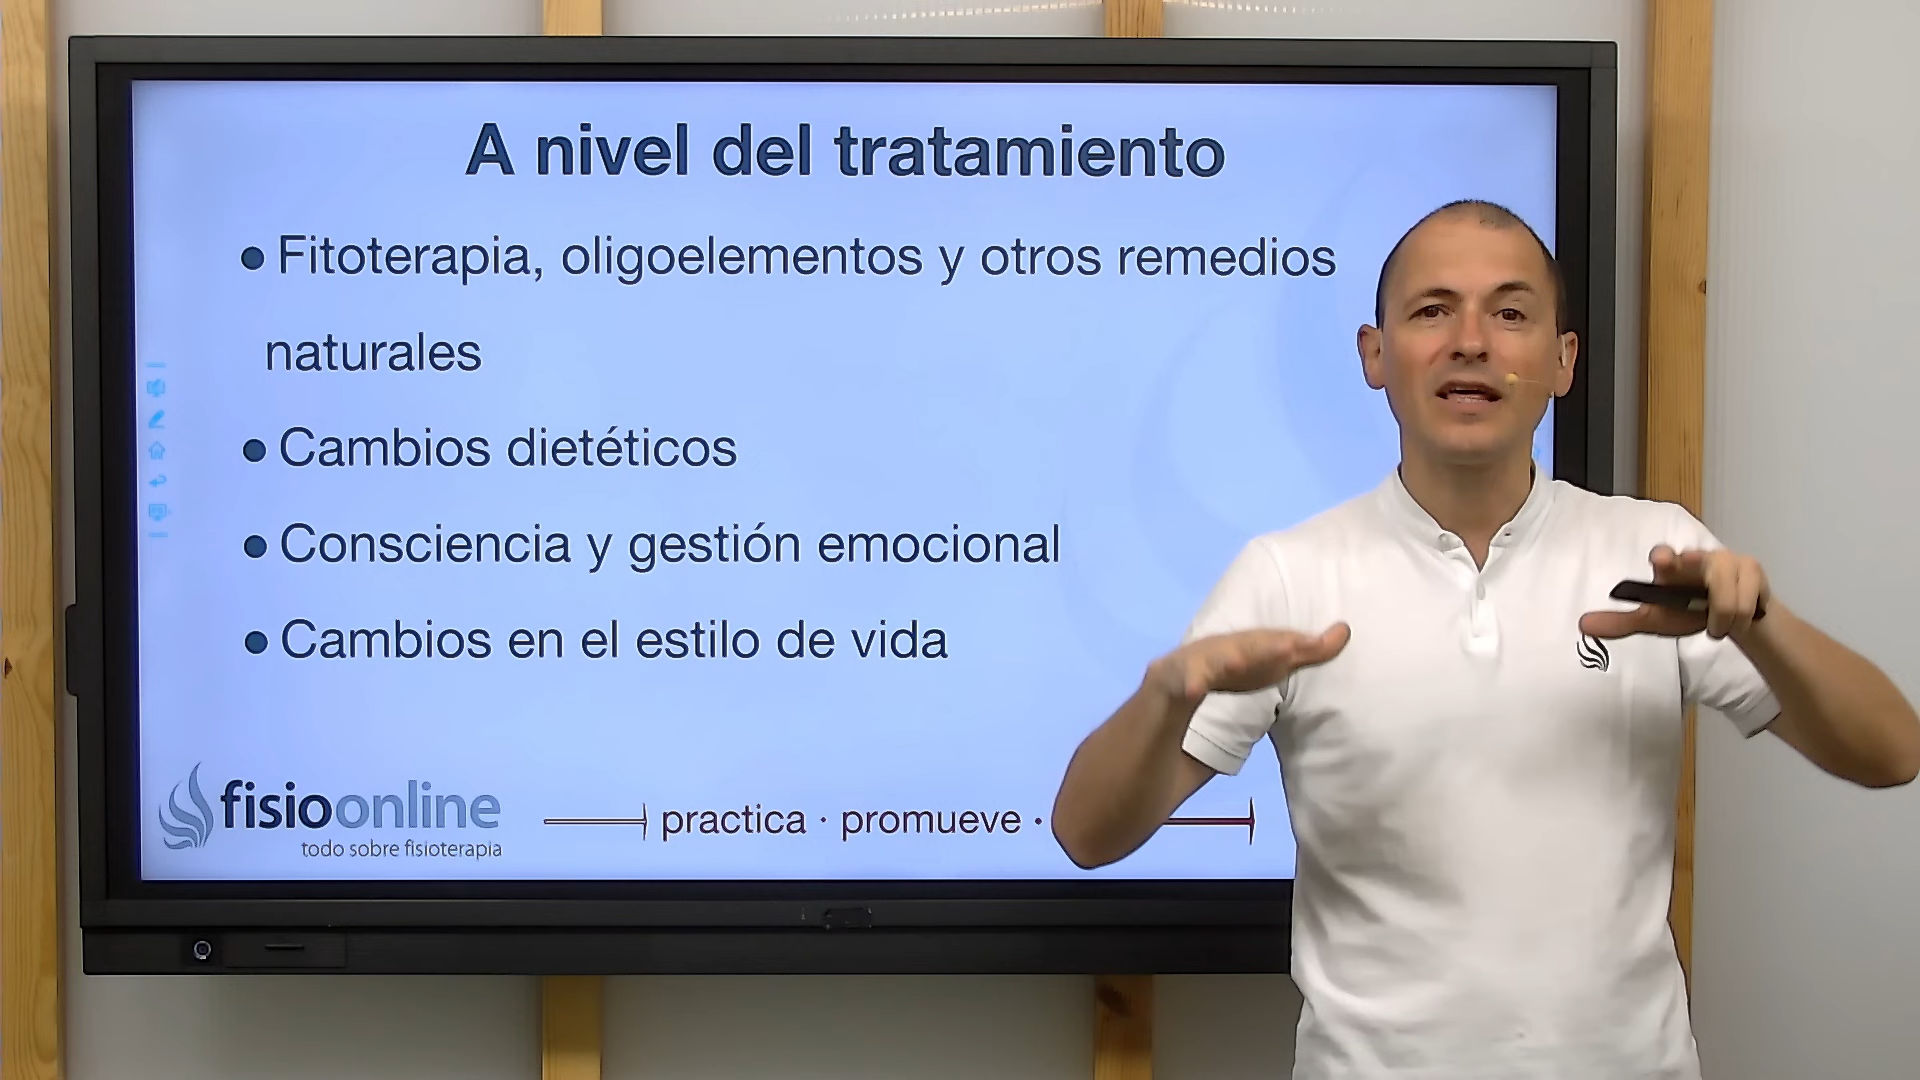 A nivel del tratamiento
• Fitoterapia, oligoelementos y otros remedios
naturales
• Cambios dietéticos
• Consciencia y gestión emocional
• Cambios en el estilo de vida
fisioonline
todo sobre fisioterapia
practica · promueve ·